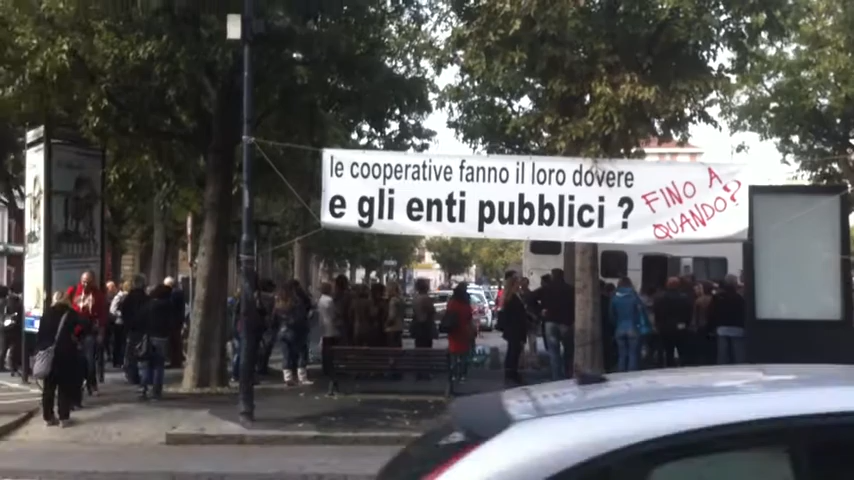 le cooperative fanno il loro dovere
e gli enti pubblici ?
FINO A
QUANDO?